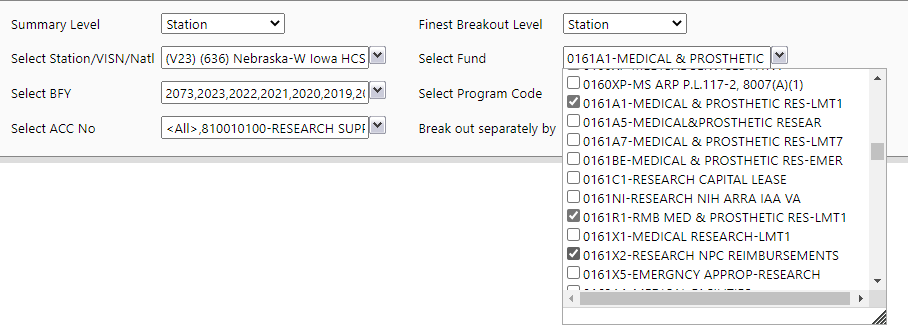 Summary Level Station Finest Breakout Level Station
Select Station/VISN/Natl (V23) (636) Nebraska-W Iowa HCS Select Fund 0161A1-MEDICAL & PROSTHETIC
0160XP-MS ARP P.L.117-2, 8007(A)(1)
Select BFY 2073,2023,2022,2021,2020,2019,20 Select Program Code
0161A1-MEDICAL & PROSTHETIC RES-LMT1
0161A5-MEDICAL&PROSTHETIC RESEAR
Select ACC No <All>,810010100-RESEARCH SUPP Break out separately by
0161A7-MEDICAL & PROSTHETIC RES-LMT7
0161BE-MEDICAL & PROSTHETIC RES-EMER
0161C1-RESEARCH CAPITAL LEASE
0161NI-RESEARCH NIH ARRA IAA VA
0161R1-RMB MED & PROSTHETIC RES-LMT1
0161X1-MEDICAL RESEARCH-LMT1
0161X2-RESEARCH NPC REIMBURSEMENTS
0161X5-EMERGNCY APPROP-RESEARCH